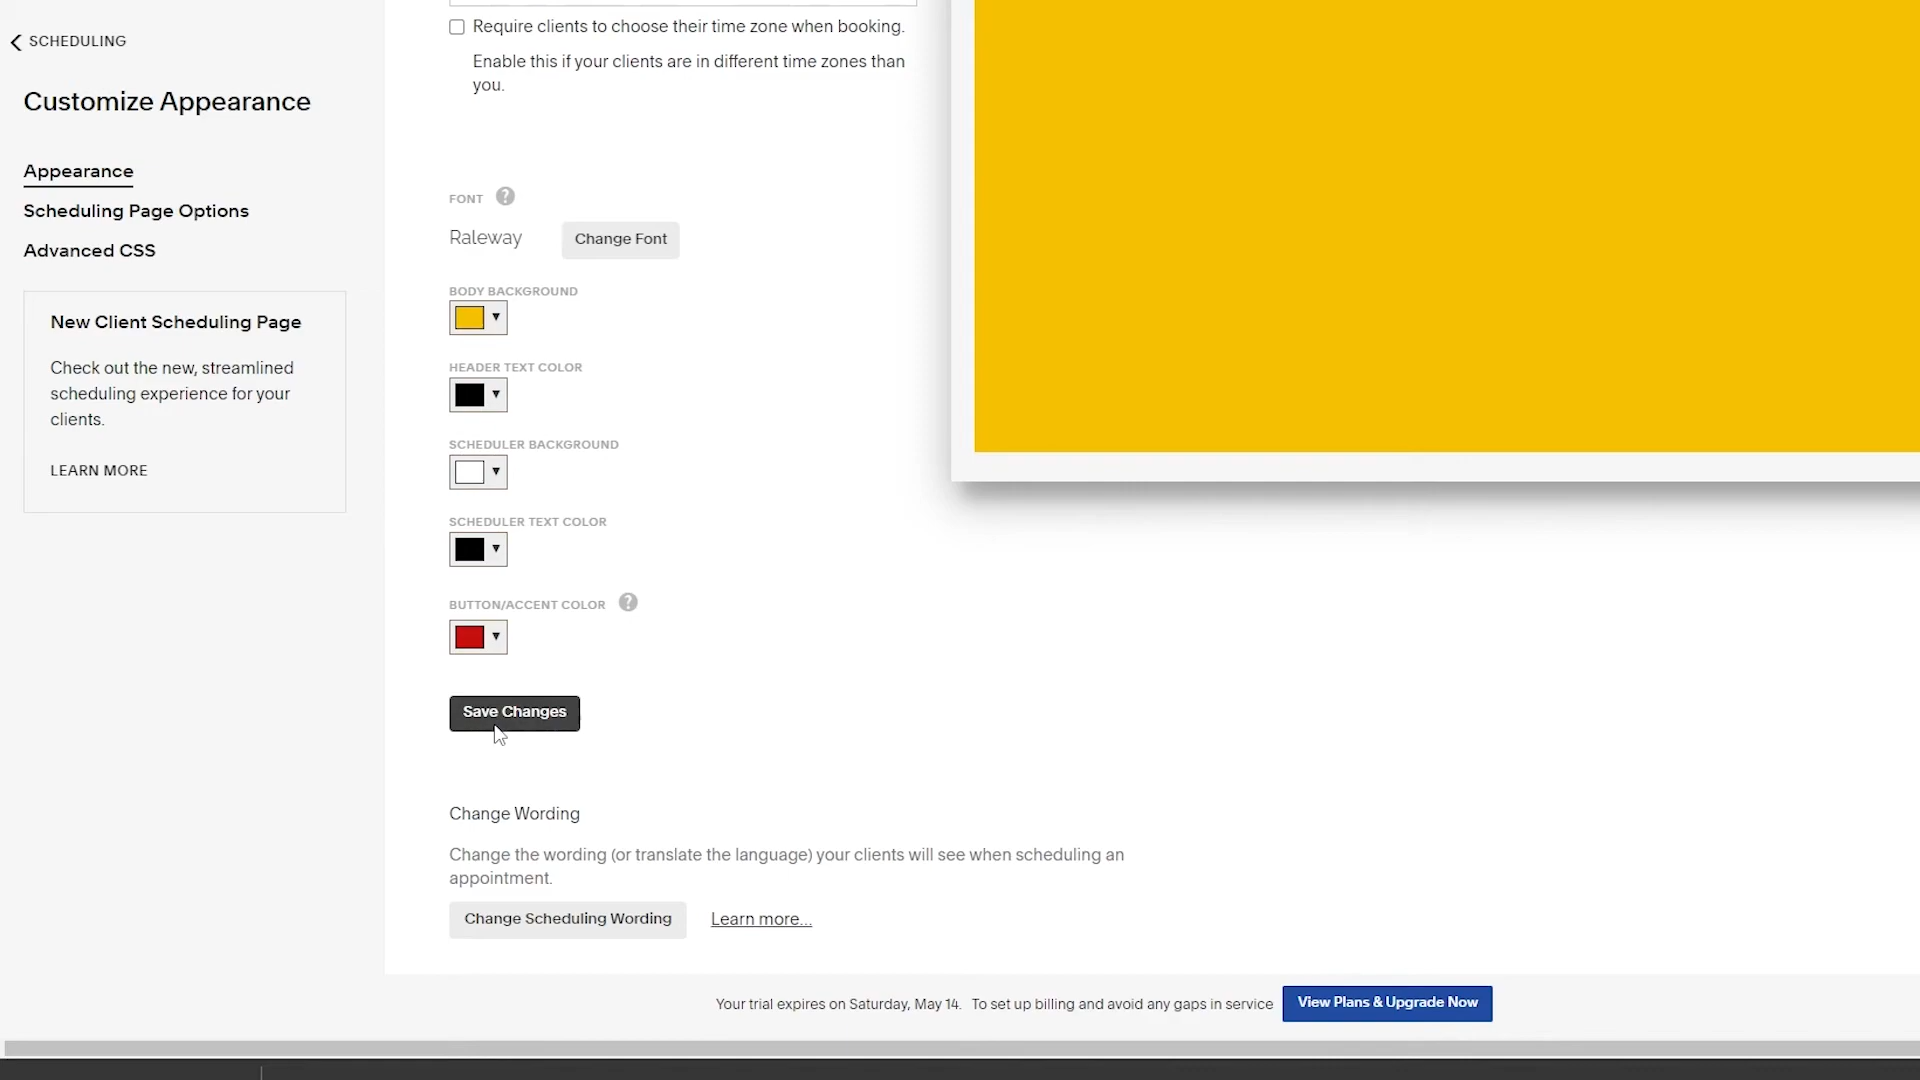 SCHEDULING
Customize Appearance
Appearance
Scheduling Page Options
Advanced CSS
New Client Scheduling Page
Check out the new, streamlined
scheduling experience for your
clients.
LEARN MORE
Require clients to choose their time zone when booking.
Enable this if your clients are in different time zones than
you.
FONT ?
Raleway Change Font
BODY BACKGROUND
HEADER TEXT COLOR
SCHEDULER BACKGROUND
SCHEDULER TEXT COLOR
BUTTON/ACCENT COLOR ?
Save Changes
Change Wording
Change the wording (or translate the language) your clients will see when scheduling an
appointment.
Change Scheduling Wording Learn more...
Your trial expires on Saturday, May 14. To set up billing and avoid any gaps in service View Plans & Upgrade Now